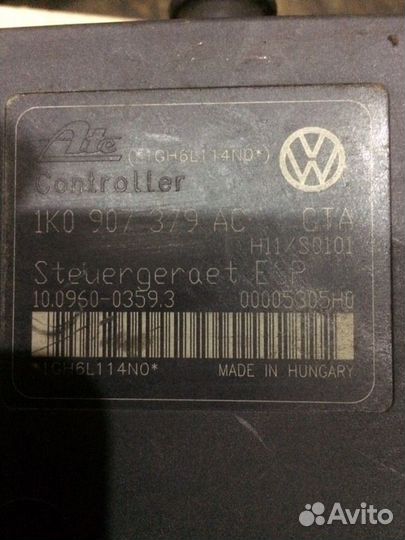 Ate (*1GH6L114N0*)
Controller
1K0 907 379 AC GTA
H11/S0101
Steuergeraet
10.0960-0359.3 00005305H0
*1GH6L114N0* MADE IN HUNGARY
Avito